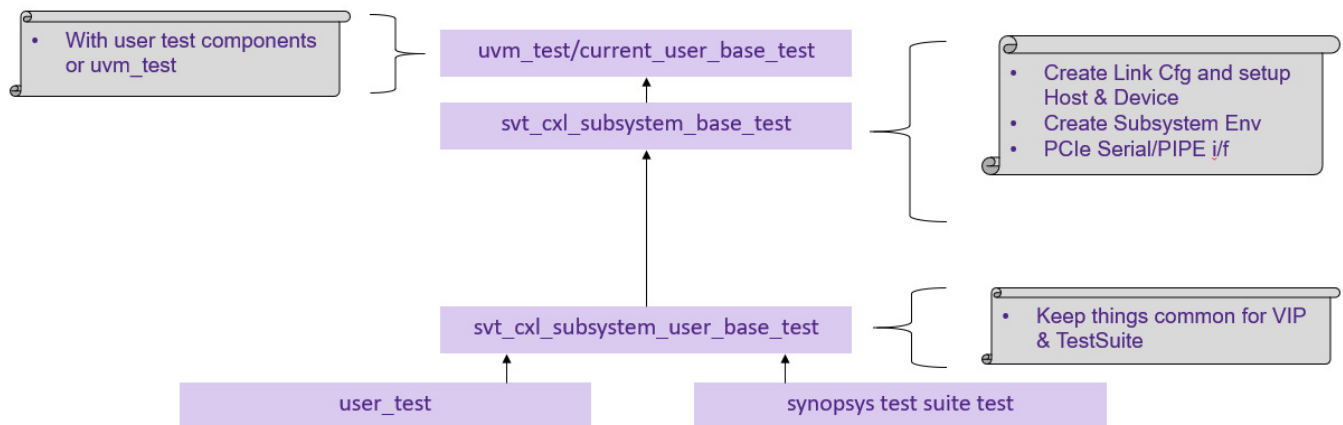 • With user test components
or uvm_test
uvm_test/current_user_base_test
svt_cxl_subsystem_base_test
• Create Link Cfg and setup
Host & Device
• Create Subsystem Env
• PCIe Serial/PIPE i/f
svt_cxl_subsystem_user_base_test
• Keep things common for VIP
& TestSuite
user_test
synopsys test suite test